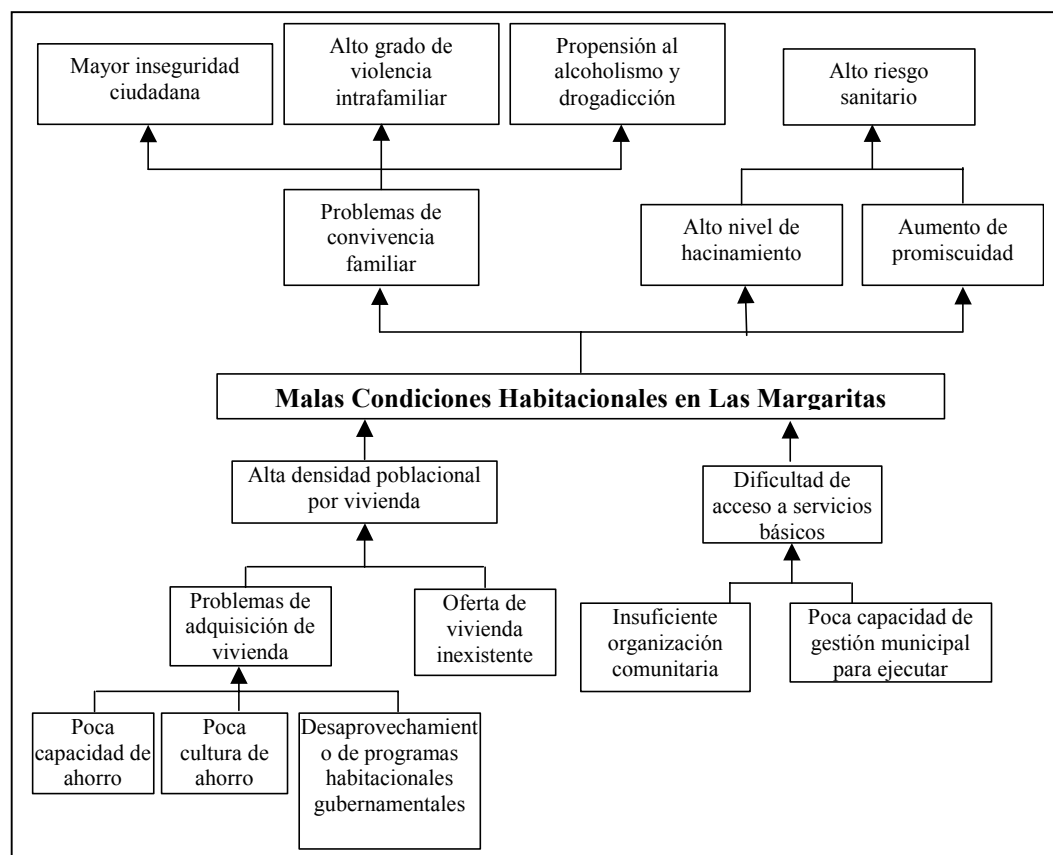 Mayor inseguridad
ciudadana
Alto grado de
violencia
intrafamiliar
Propensión al
alcoholismo y
drogadicción
Alto riesgo
sanitario
Problemas de
convivencia
familiar
Alto nivel de
hacinamiento
Aumento de
promiscuidad
Malas Condiciones Habitacionales en Las Margaritas
Alta densidad poblacional
por vivienda
Dificultad de
acceso a servicios
básicos
Problemas de
adquisición de
vivienda
Oferta de
vivienda
inexistente
Insuficiente
organización
comunitaria
Poca capacidad de
gestión municipal
para ejecutar
Poca
capacidad de
ahorro
Poca
cultura de
ahorro
Desaprovechamient
o de programas
habitacionales
gubernamentales